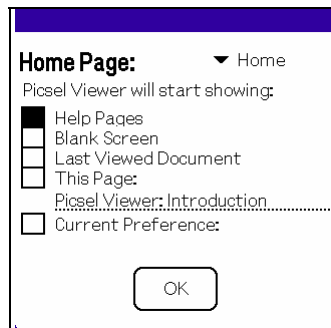 Home Page: Home
Picsel Viewer will start showing:
Help Pages
Blank Screen
Last Viewed Document
This Page:
Picsel Viewer: Introduction
Current Preference:
OK